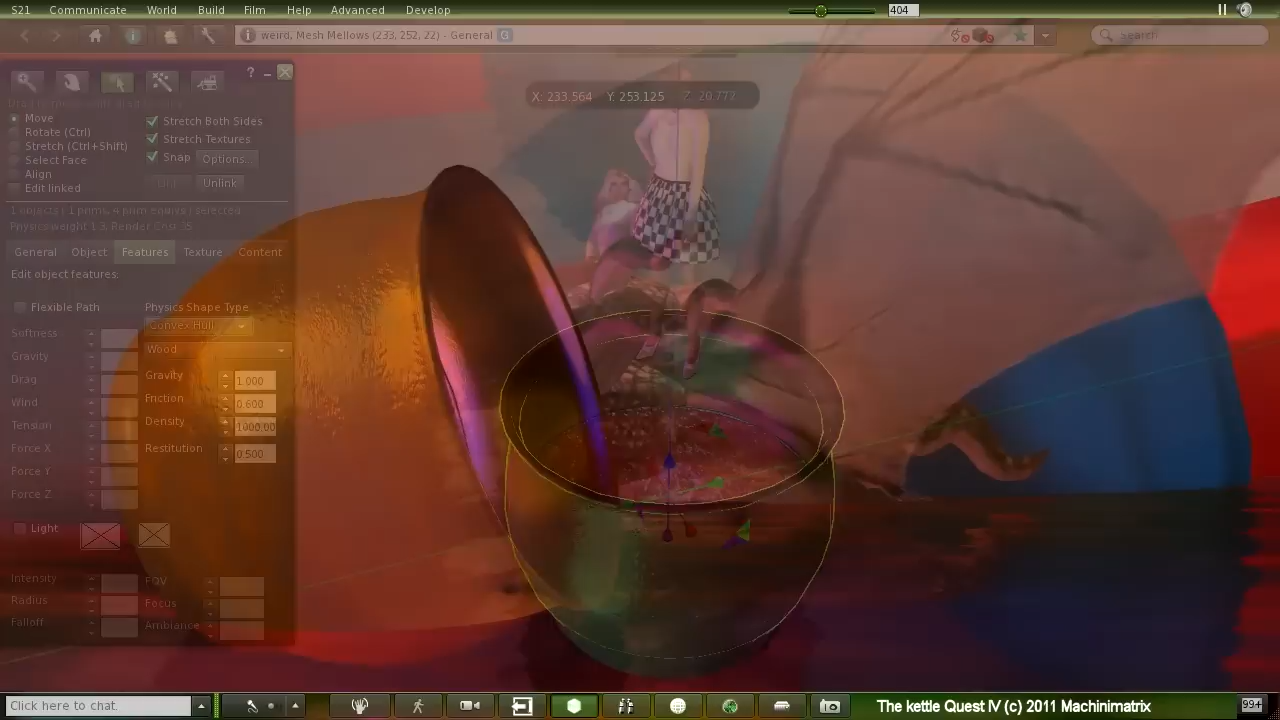 S21 Communicate World Build Film Help Advanced Develop 404
weird, Mesh Mellows (233, 252, 22) - General G Search
? _
X: 233.564 Y: 253.125 Z: 20.777
Move
Stretch Both Sides
Rotate (Ctrl)
Stretch Textures
Stretch (Ctrl+Shift)
Select Face
Snap Options...
Align
Edit linked
Unlink
General Object Features Texture Content
Edit object features:
Flexible Path Physics Shape Type
Convex Hull
Softness
Wood
Gravity
Gravity 1.000
Drag
Friction 0.600
Wind
Density 1000.00
Tension
Force X
Restitution 0.500
Force Y
Force Z
Light
Intensity FOV
Radius Focus
Falloff Ambiance
Click here to chat. The kettle Quest IV (c) 2011 Machinimatrix 99+